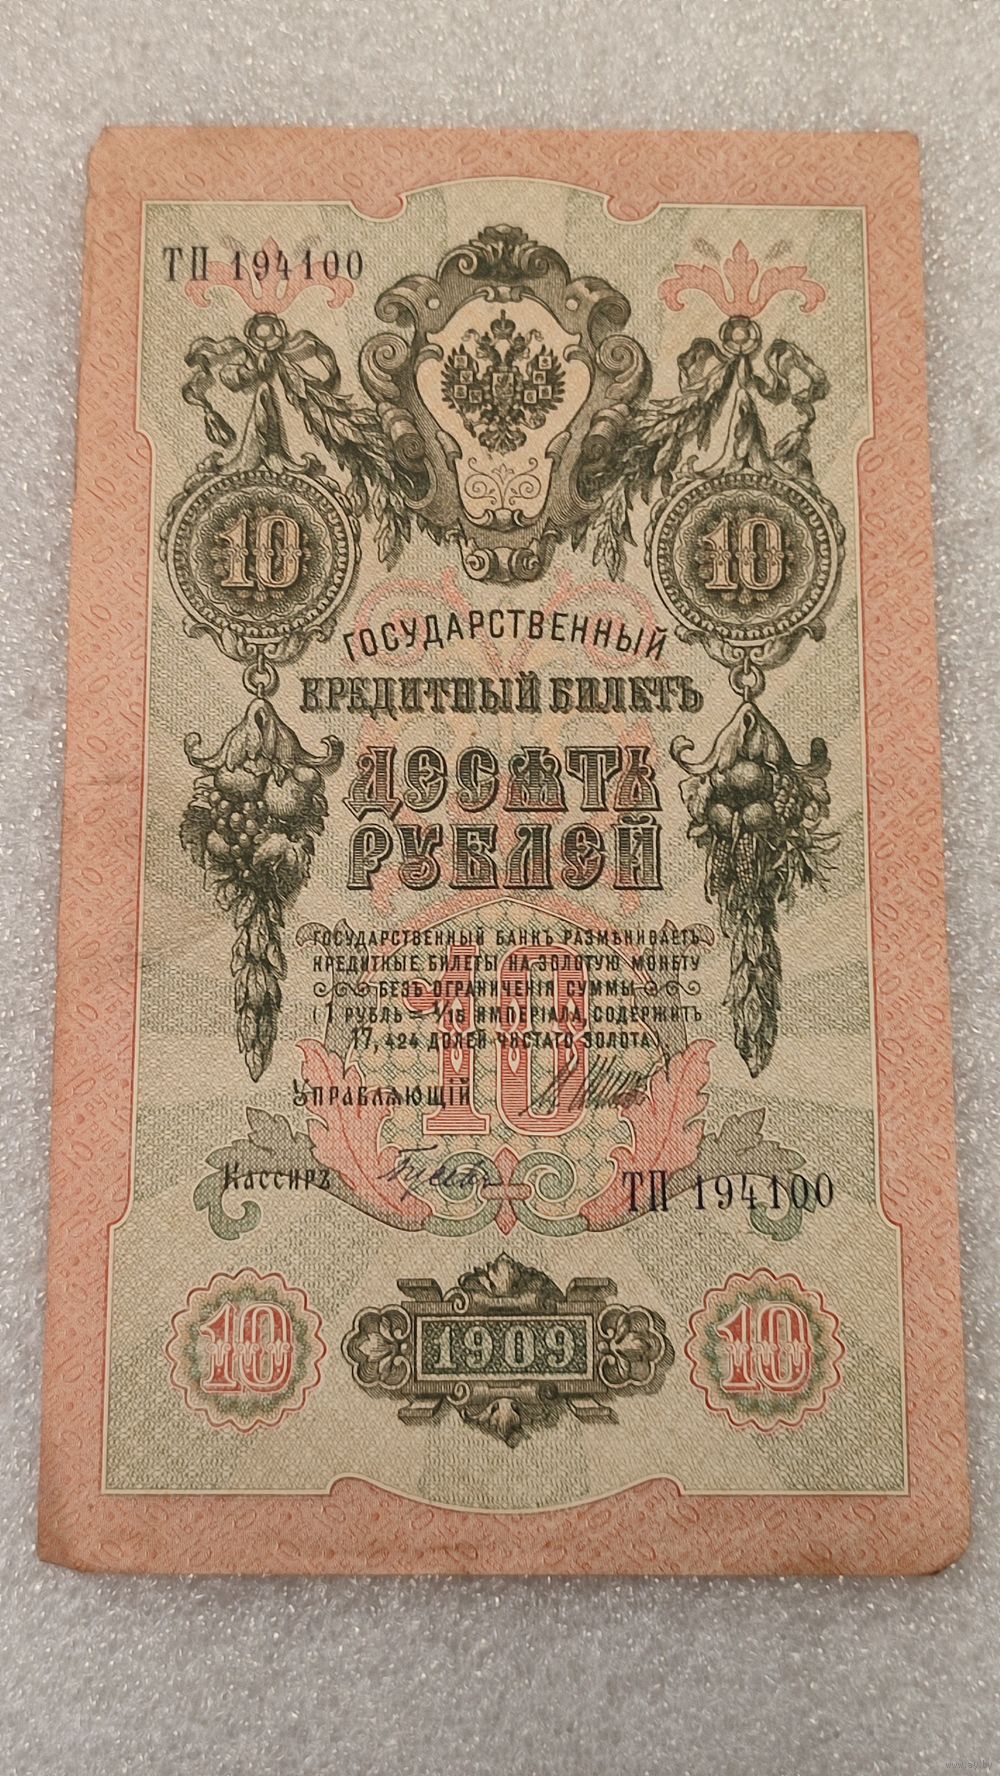 ТП 194100
10 10
ГОСУДАРСТВЕННЫЙ
КРЕДИТНЫЙ БИЛЕТЪ
ДЕСЯТЬ
РУБЛЕЙ
ГОСУДАРСТВЕННЫЙ БАНКЪ РАЗМѢНИВАЕТЪ
КРЕДИТНЫЕ БИЛЕТЫ НА ЗОЛОТУЮ МОНЕТУ
БЕЗЪ ОГРАНИЧЕНІЯ СУММЫ
(1 РУБЛЬ = 1/15 ИМПЕРІАЛА, СОДЕРЖИТЪ
17,424 ДОЛЕЙ ЧИСТАГО ЗОЛОТА)
10
УПРАВЛЯЮЩІЙ
КАССИРЪ
ТП 194100
10 1909 10